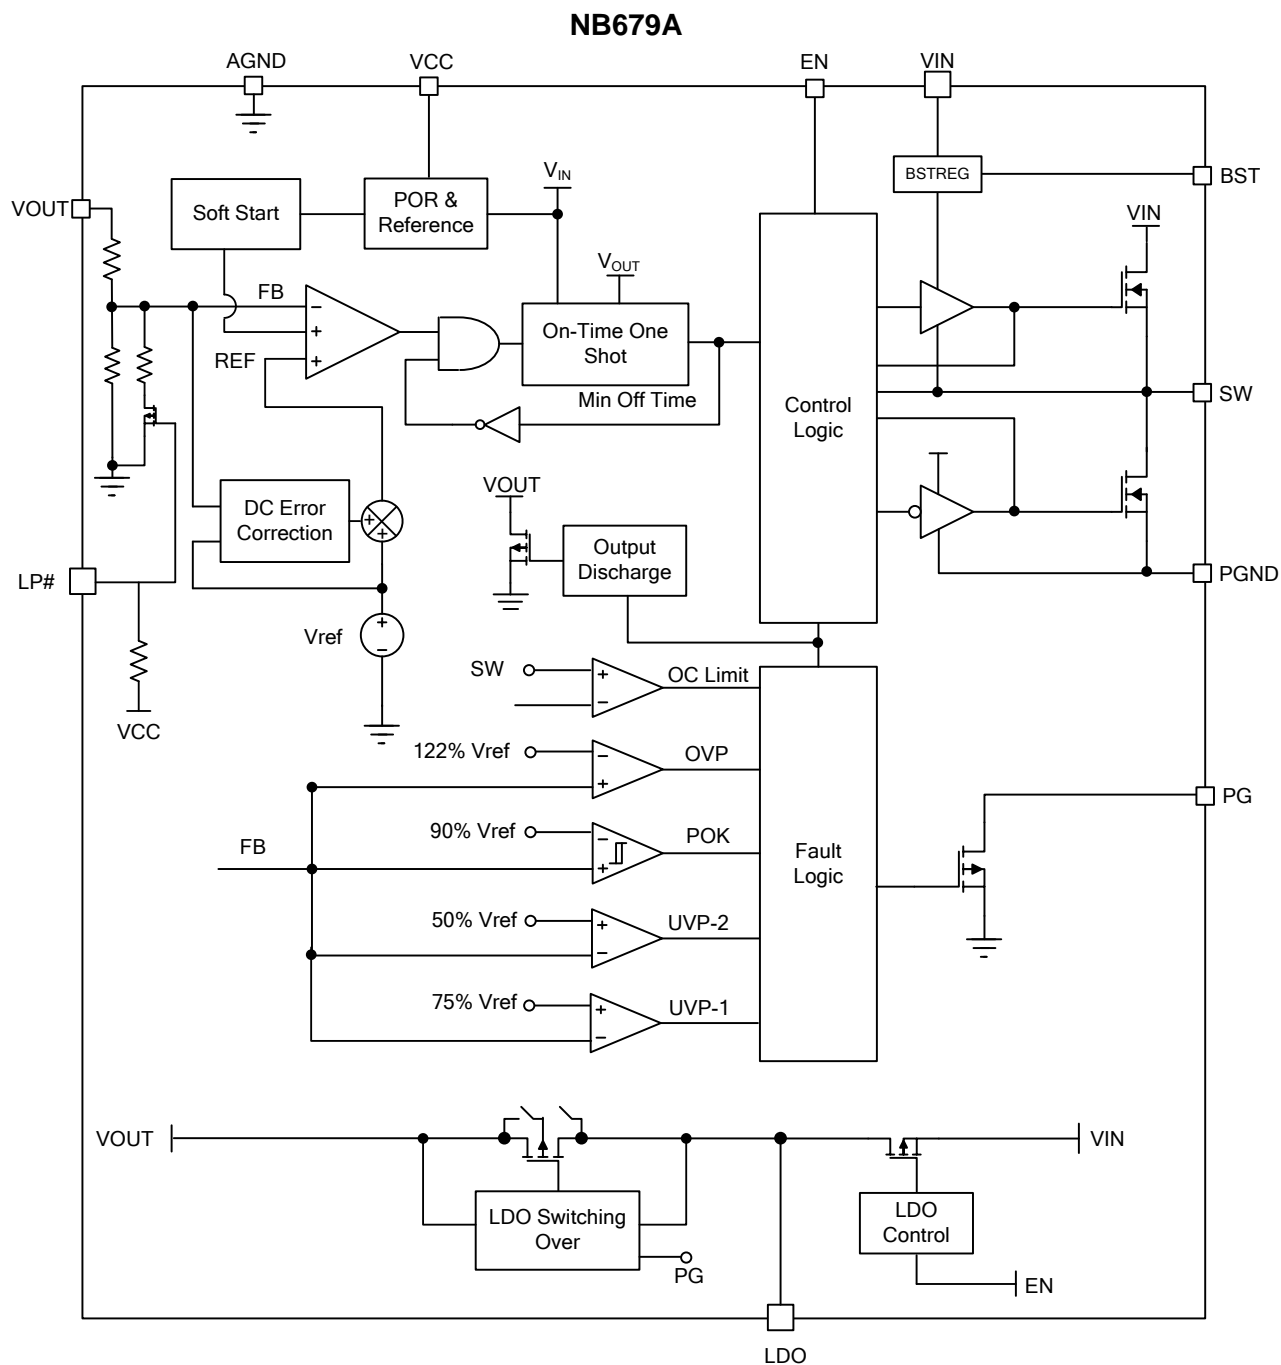 NB679A
AGND
VCC
EN
VIN
BSTREG
BST
VOUT
Soft Start
POR &
Reference
VIN
VIN
VOUT
FB
−
+
REF
+
On-Time One
Shot
Min Off Time
Control
Logic
SW
VOUT
DC Error
Correction
+
+
Output
Discharge
LP#
PGND
Vref
+
−
VCC
SW
+
−
OC Limit
122% Vref
−
+
OVP
PG
90% Vref
−
+
POK
FB
Fault
Logic
50% Vref
+
−
UVP-2
75% Vref
+
−
UVP-1
VOUT
VIN
LDO Switching
Over
PG
LDO
Control
EN
LDO